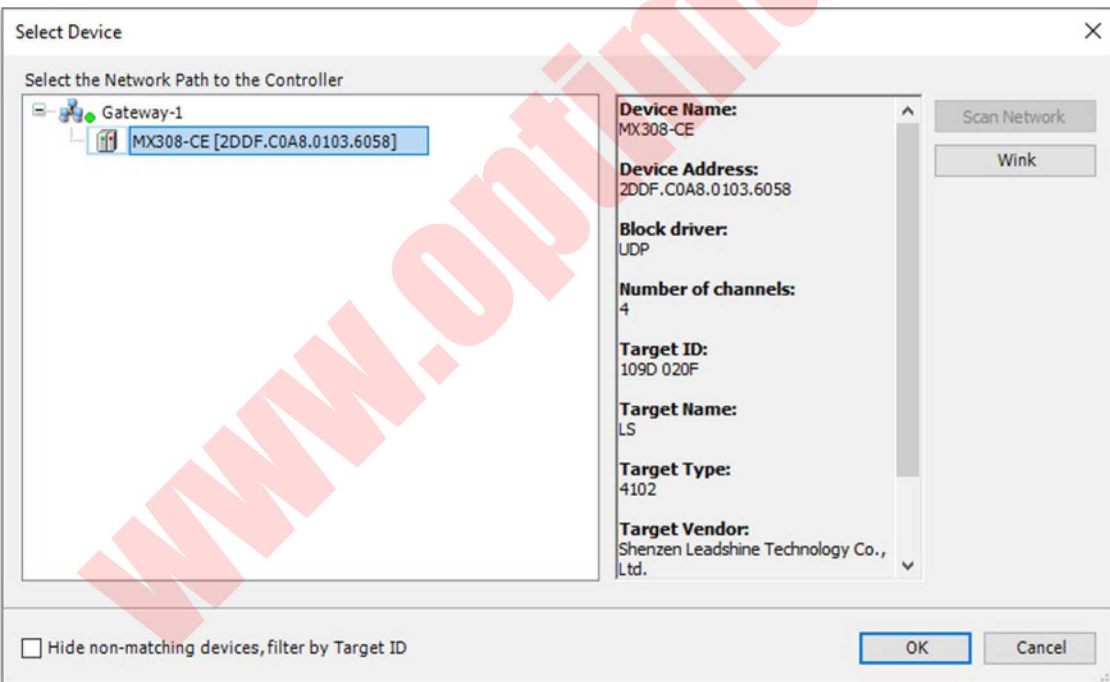 Select Device
Select the Network Path to the Controller
Gateway-1
MX308-CE [2DDF.C0A8.0103.6058]
Device Name:
MX308-CE
Device Address:
2DDF.C0A8.0103.6058
Block driver:
UDP
Number of channels:
4
Target ID:
109D 020F
Target Name:
LS
Target Type:
4102
Target Vendor:
Shenzen Leadshine Technology Co.,
Ltd.
Scan Network
Wink
Hide non-matching devices, filter by Target ID
OK
Cancel